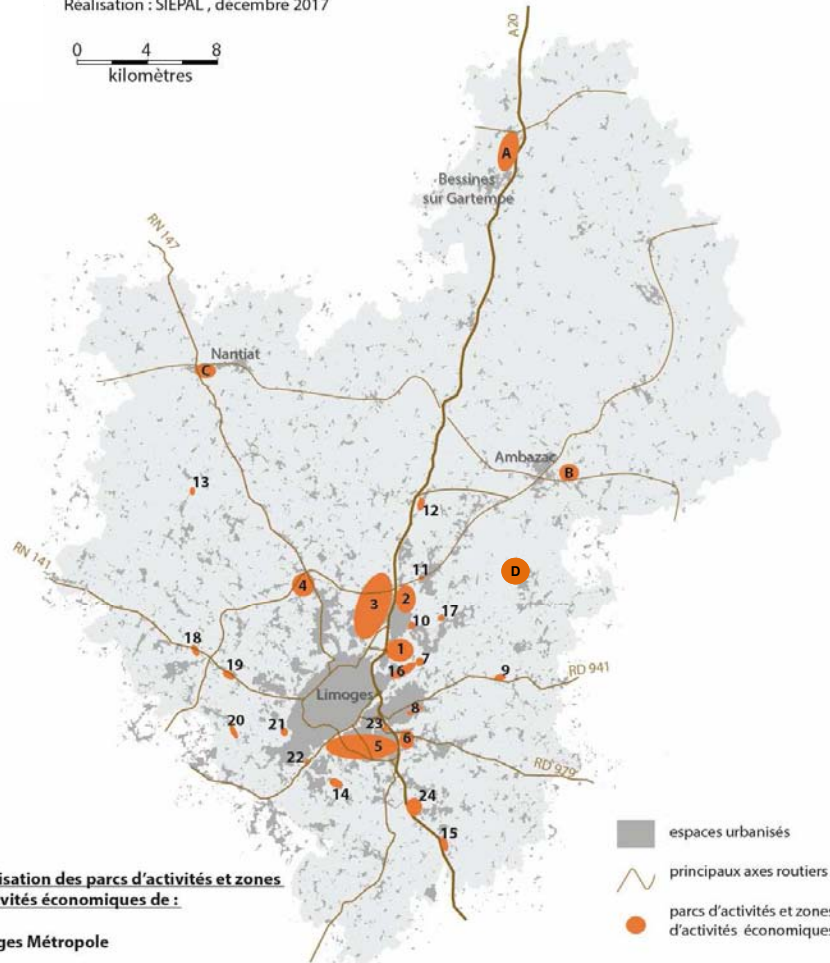 Réalisation : SIEPAL , décembre 2017
0 4 8
kilomètres
A20
A
Bessines
sur Gartempe
RN 147
Nantiat
C
Ambazac
B
13
12
RN 141
11
D
4
3
2
10
17
18
1
7
16
19
9
RD 941
Limoges
8
20
21
23
6
5
22
RD 979
14
24
15
espaces urbanisés
principaux axes routiers
parcs d'activités et zones
d'activités économiques
isation des parcs d'activités et zones
ivités économiques de :
ges Métropole